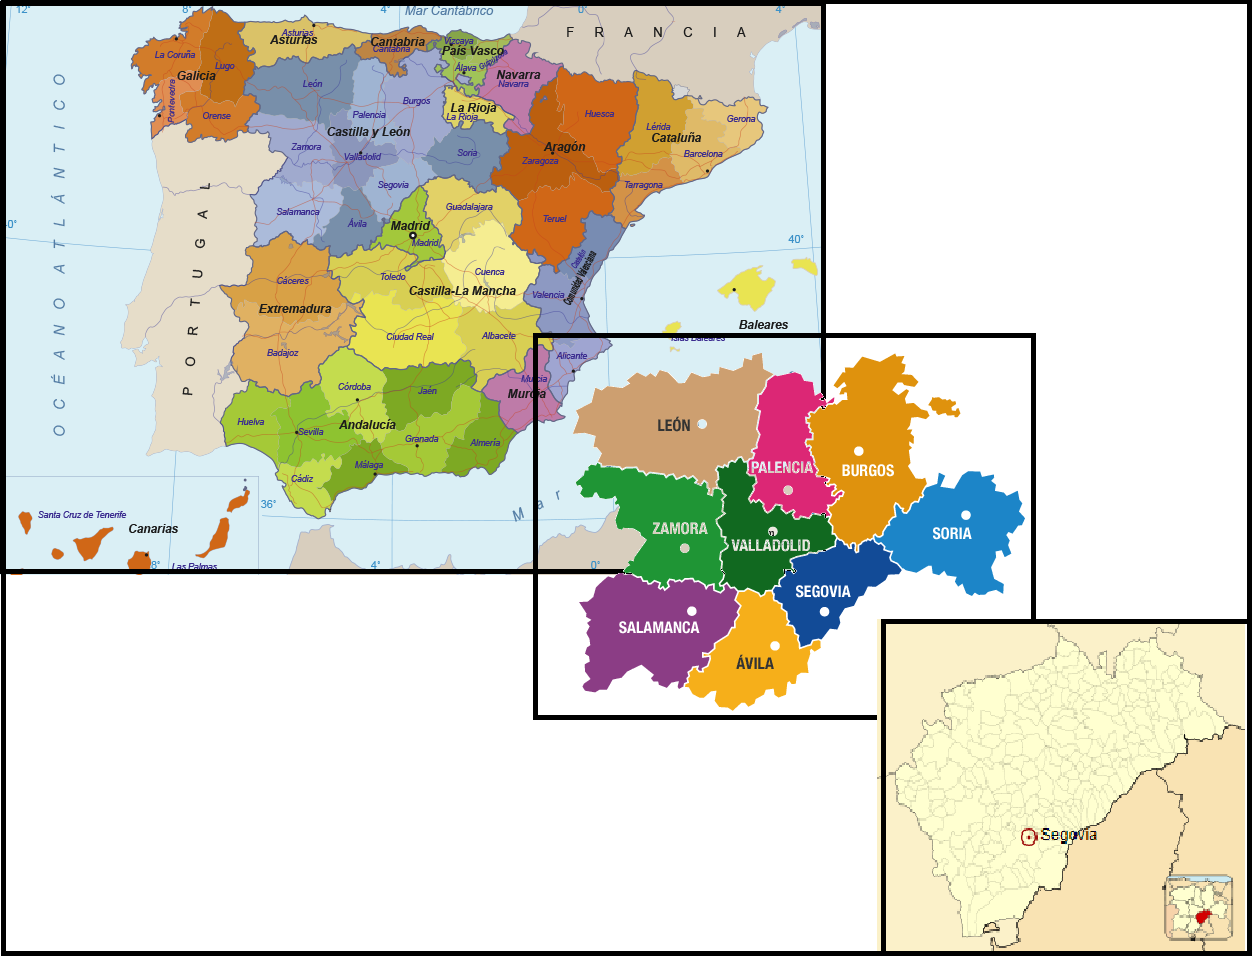 12°
8°
4°
Mar Cantábrico
0°
4°
F R A N C I A
Asturias
Asturias
Cantabria
Cantabria
Vizcaya
País Vasco
Álava
Guipúzcoa
Navarra
Navarra
La Coruña
Lugo
Galicia
Pontevedra
Orense
León
Burgos
Palencia
La Rioja
La Rioja
Huesca
Lérida
Gerona
Cataluña
Barcelona
Castilla y León
Zamora
Valladolid
Soria
Aragón
Zaragoza
Segovia
Tarragona
Salamanca
Ávila
Guadalajara
Madrid
Madrid
Teruel
Castellón
Comunidad Valenciana
OCÉANO ATLÁNTICO
PORTUGAL
40°
40°
Cáceres
Toledo
Cuenca
Castilla-La Mancha
Valencia
Extremadura
Ciudad Real
Albacete
Baleares
Islas Baleares
Badajoz
Alicante
Murcia
Murcia
Córdoba
Jaén
Huelva
Sevilla
Andalucía
Granada
Almería
Málaga
Cádiz
36°
Mar
Santa Cruz de Tenerife
Canarias
Las Palmas
8°
4°
0°
LEÓN
PALENCIA
BURGOS
ZAMORA
VALLADOLID
SORIA
SEGOVIA
SALAMANCA
ÁVILA
Segovia